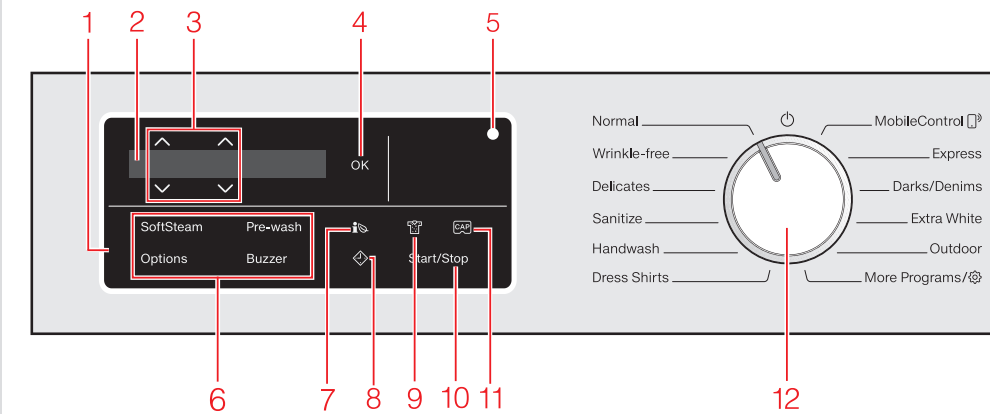 1 2 3 4 5
Normal MobileControl
Wrinkle-free Express
OK
Delicates Darks/Denims
SoftSteam Pre-wash CAP
Sanitize Extra White
Options Buzzer Start/Stop
Handwash Outdoor
Dress Shirts More Programs/
6 7 8 9 10 11 12